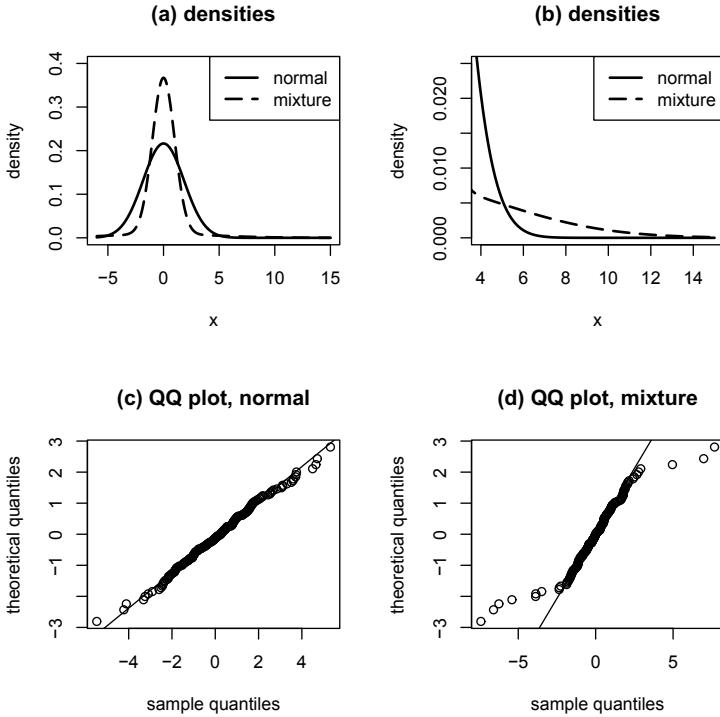 (a) densities
normal
mixture
density
0.0 0.1 0.2 0.3 0.4
−5 0 5 10 15
x
(b) densities
normal
mixture
density
0.000 0.010 0.020
4 6 8 10 12 14
x
(c) QQ plot, normal
theoretical quantiles
−3 −1 0 1 2 3
−4 −2 0 2 4
sample quantiles
(d) QQ plot, mixture
theoretical quantiles
−3 −1 0 1 2 3
−5 0 5
sample quantiles